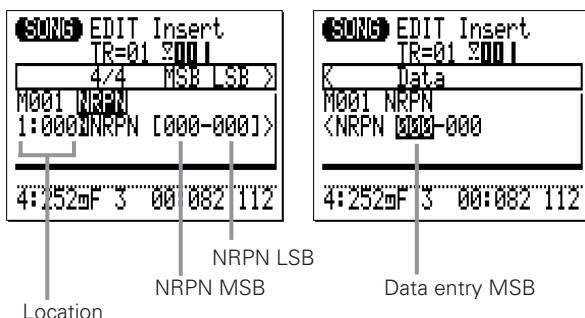 SONG EDIT Insert
TR=01
4/4 MSB LSB >
M001 NRPN
1:000 NRPN [000-000]>
4:252 F 3 00:082 112
Location
NRPN MSB
NRPN LSB
SONG EDIT Insert
TR=01
< Data
M001 NRPN
<NRPN 000-000
4:252 F 3 00:082 112
Data entry MSB